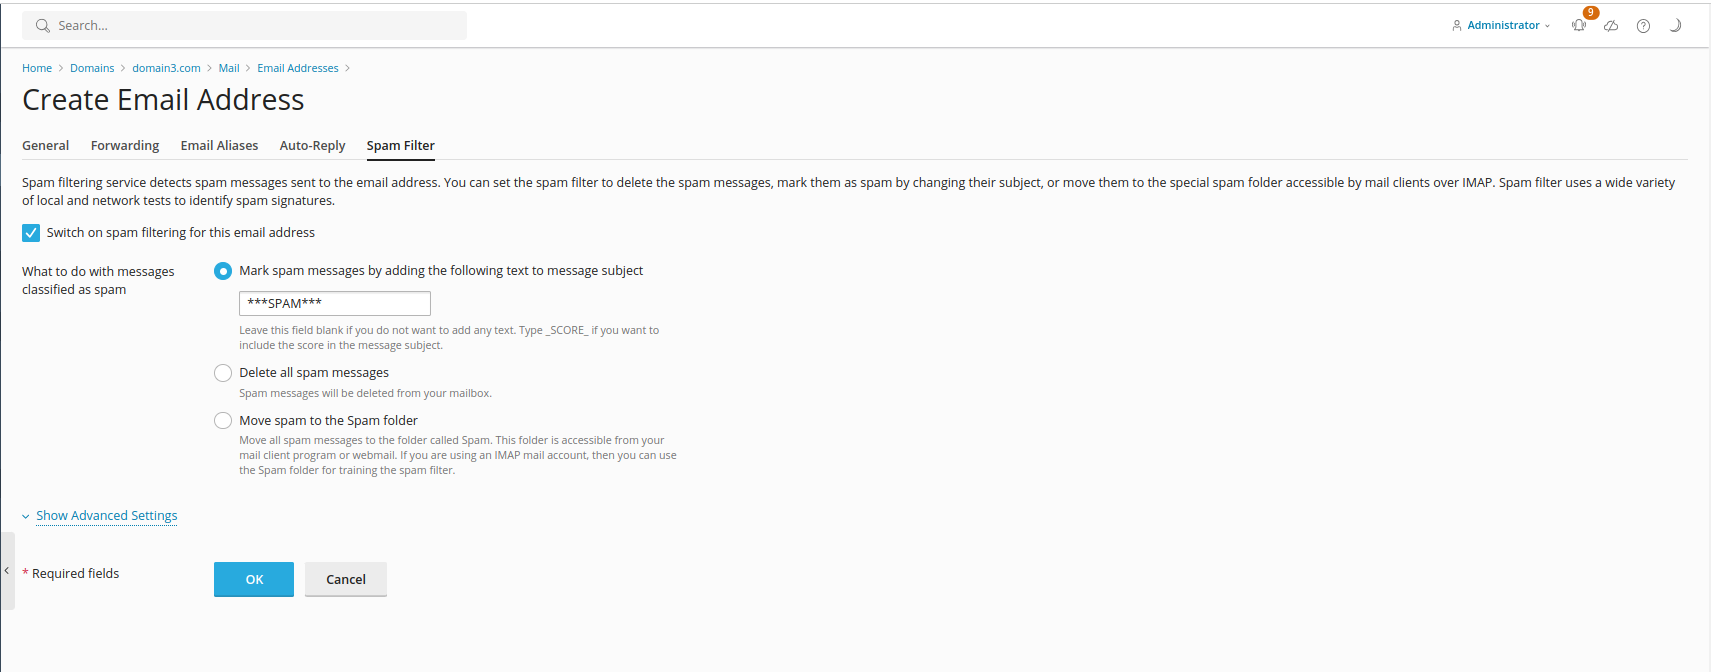 Search...
Administrator
9
Home > Domains > domain3.com > Mail > Email Addresses >
Create Email Address
General Forwarding Email Aliases Auto-Reply Spam Filter
Spam filtering service detects spam messages sent to the email address. You can set the spam filter to delete the spam messages, mark them as spam by changing their subject, or move them to the special spam folder accessible by mail clients over IMAP. Spam filter uses a wide variety
of local and network tests to identify spam signatures.
Switch on spam filtering for this email address
What to do with messages
classified as spam
Mark spam messages by adding the following text to message subject
***SPAM***
Leave this field blank if you do not want to add any text. Type _SCORE_ if you want to
include the score in the message subject.
Delete all spam messages
Spam messages will be deleted from your mailbox.
Move spam to the Spam folder
Move all spam messages to the folder called Spam. This folder is accessible from your
mail client program or webmail. If you are using an IMAP mail account, then you can use
the Spam folder for training the spam filter.
Show Advanced Settings
* Required fields
OK
Cancel